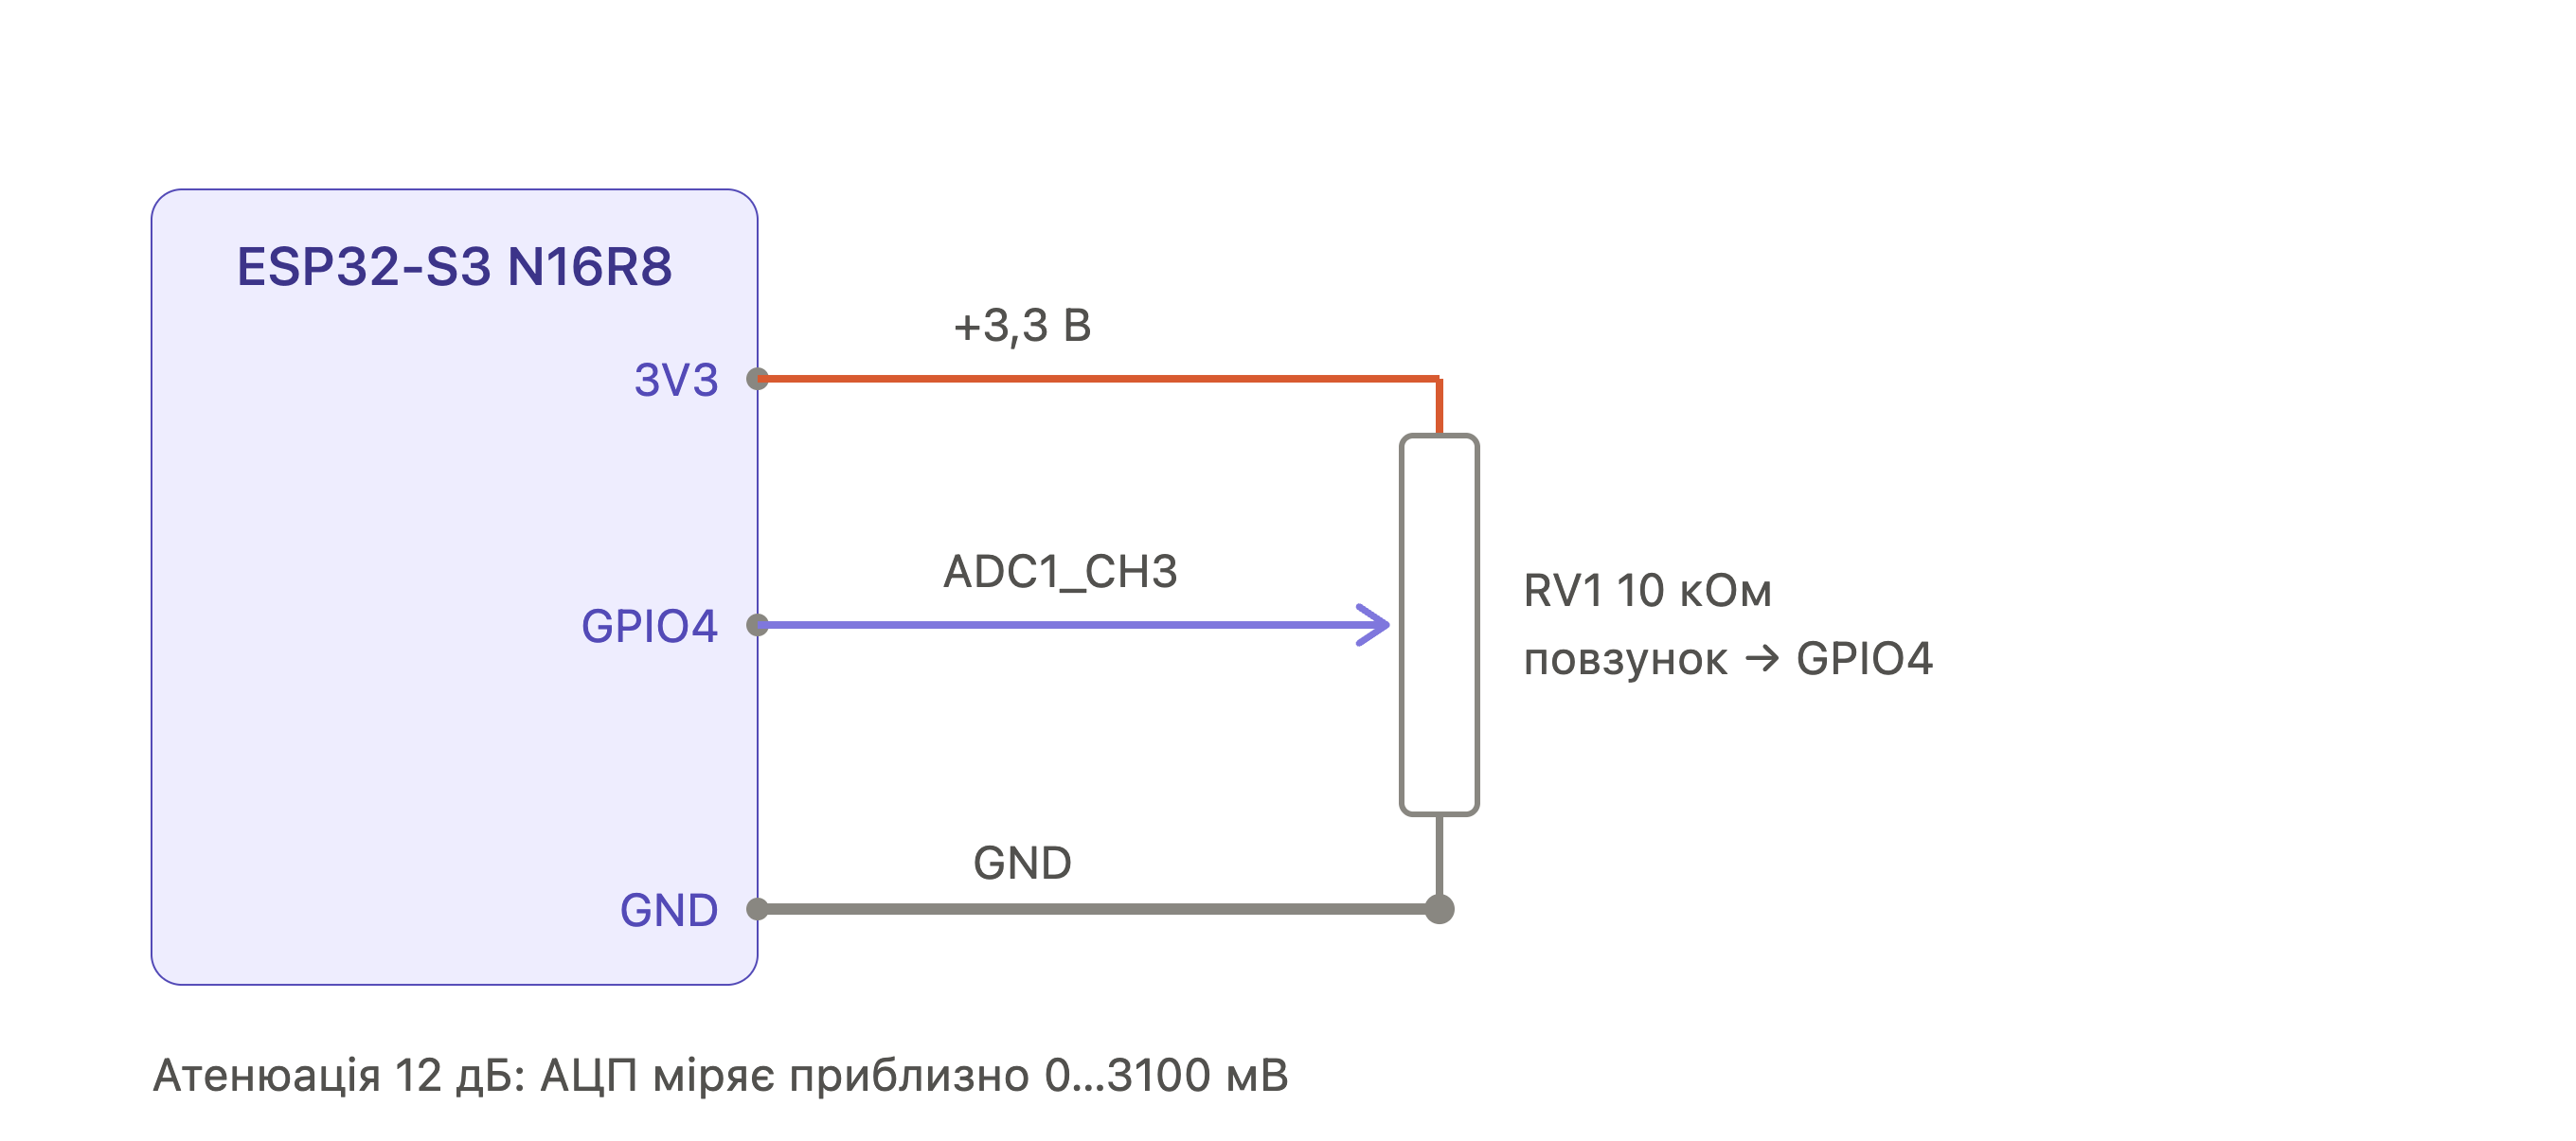 ESP32-S3 N16R8
+3,3 В
3V3
ADC1_CH3
GPIO4
RV1 10 кОм
повзунок → GPIO4
GND
GND
Атенюація 12 дБ: АЦП міряє приблизно 0...3100 мВ